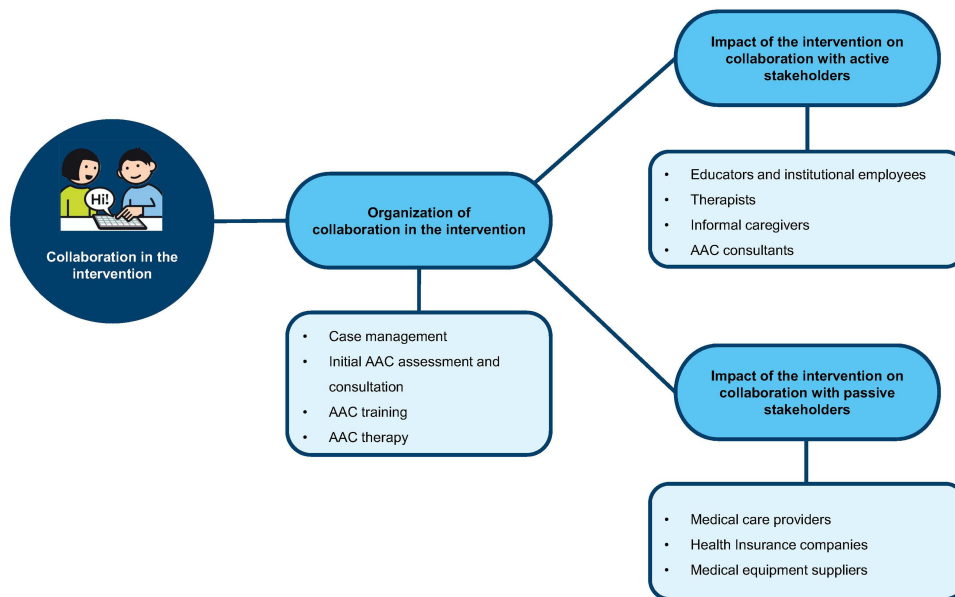 Hi!
Collaboration in the
intervention
Organization of
collaboration in the intervention
• Case management
• Initial AAC assessment and
consultation
• AAC training
• AAC therapy
Impact of the intervention on
collaboration with active
stakeholders
• Educators and institutional employees
• Therapists
• Informal caregivers
• AAC consultants
Impact of the intervention on
collaboration with passive
stakeholders
• Medical care providers
• Health Insurance companies
• Medical equipment suppliers